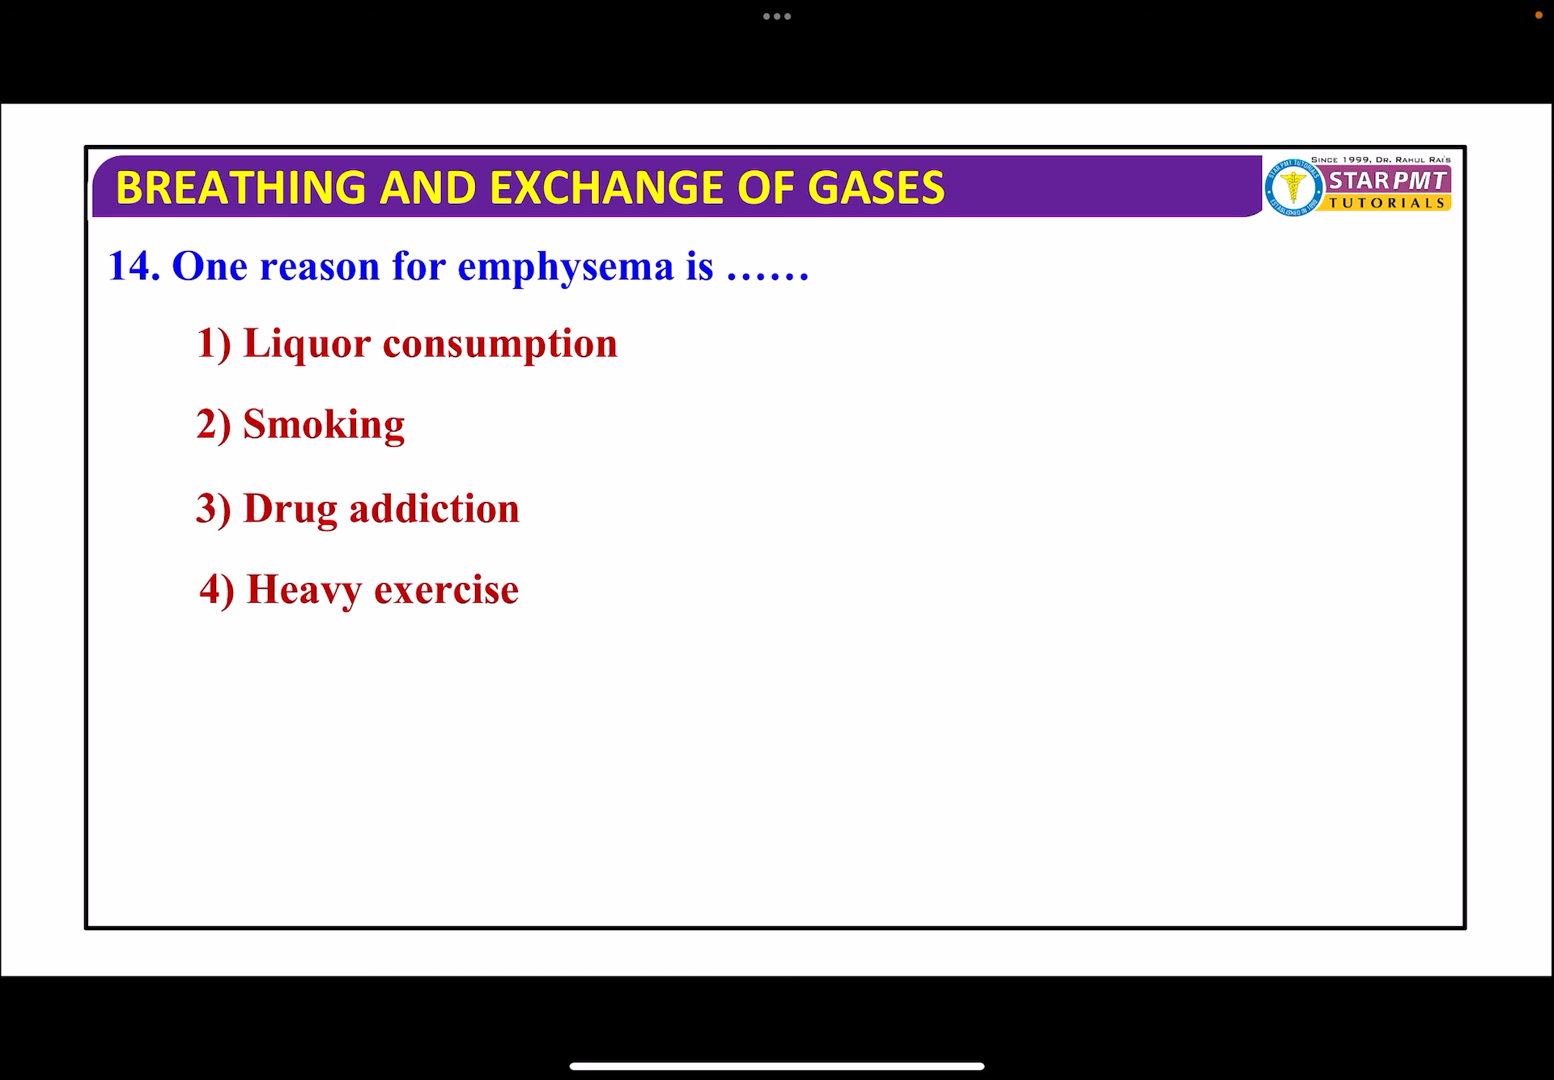 BREATHING AND EXCHANGE OF GASES
SINCE 1999, DR. RAHUL RAI'S
STAR PMT
TUTORIALS
14. One reason for emphysema is ......
1) Liquor consumption
2) Smoking
3) Drug addiction
4) Heavy exercise